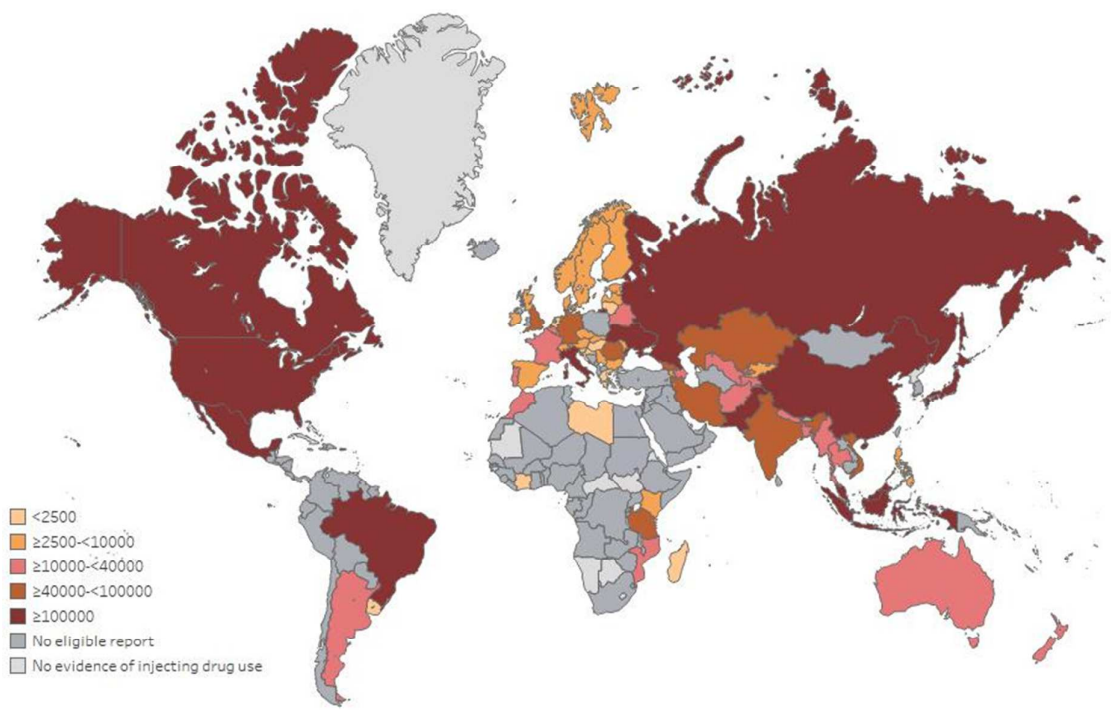 <2500
≥2500-<10000
≥10000-<40000
≥40000-<100000
≥100000
No eligible report
No evidence of injecting drug use